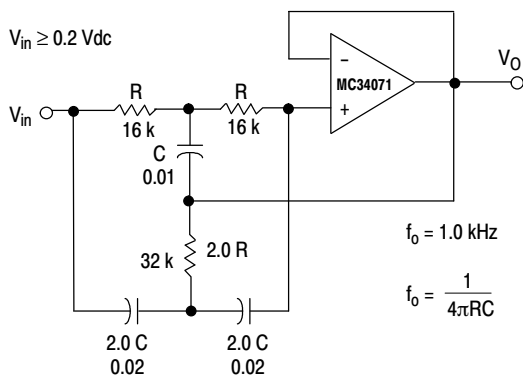 V_in ≥ 0.2 Vdc
V_O
MC34071
−
+
V_in
R
16 k
R
16 k
C
0.01
32 k
2.0 R
f_o = 1.0 kHz
f_o = 1 / 4πRC
2.0 C
0.02
2.0 C
0.02